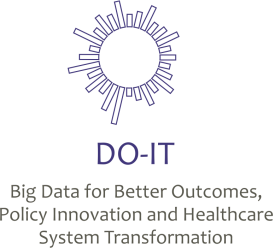 DO-IT
Big Data for Better Outcomes,
Policy Innovation and Healthcare
System Transformation